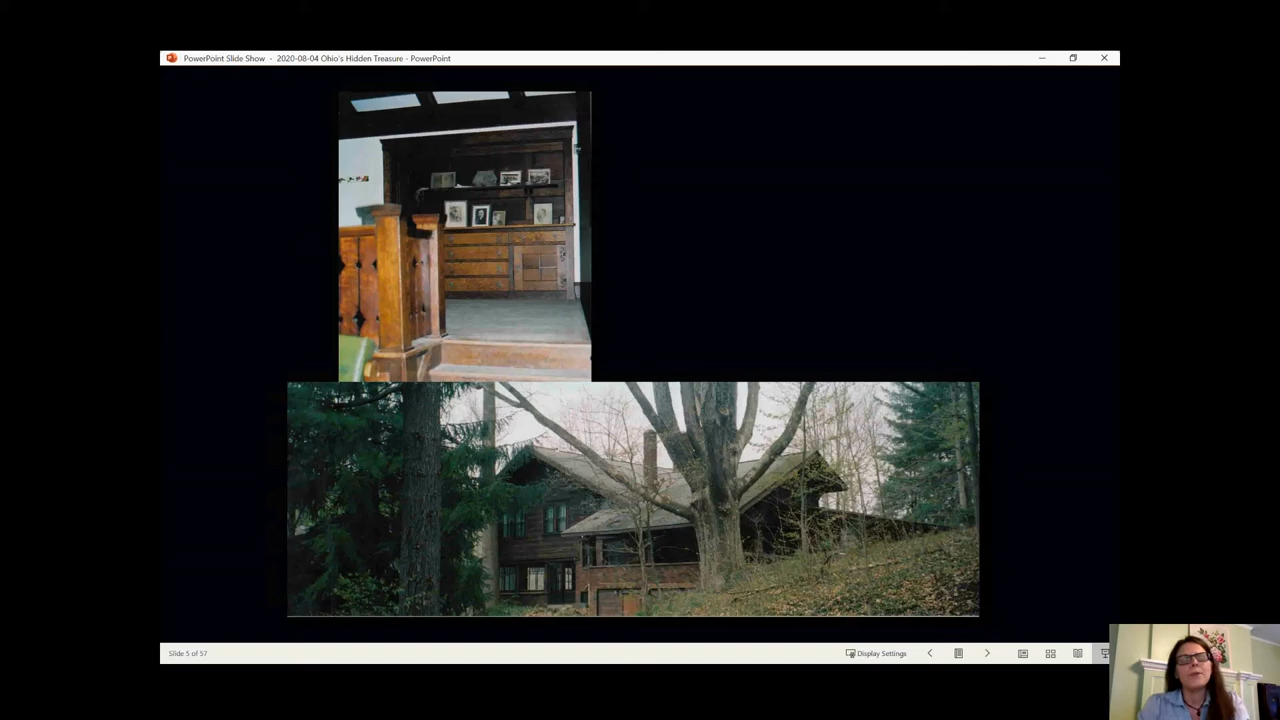 PowerPoint Slide Show - 2020-08-04 Ohio's Hidden Treasure - PowerPoint
Slide 5 of 57
Display Settings